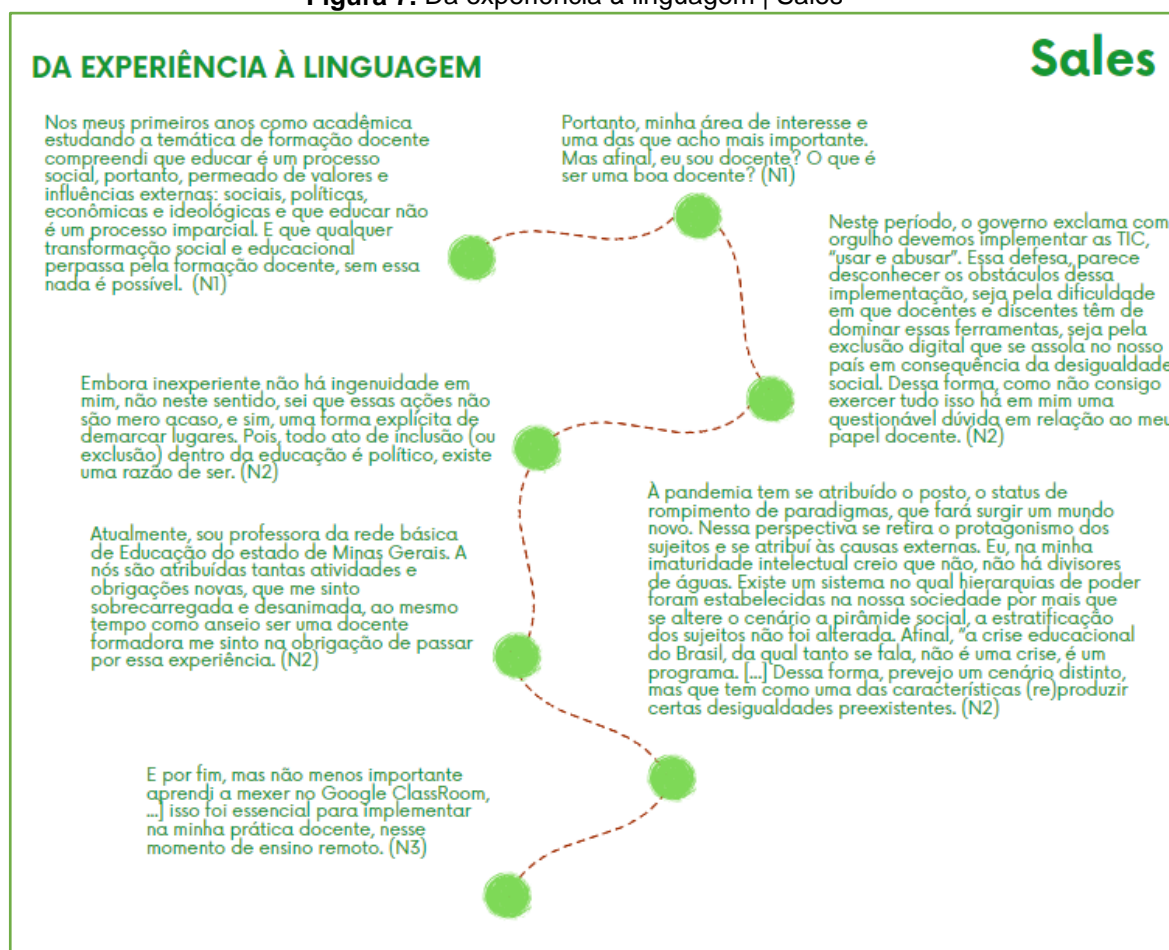 Figura 7. Da experiência à linguagem | Sales
DA EXPERIÊNCIA À LINGUAGEM
Sales
Nos meus primeiros anos como acadêmica
estudando a temática de formação docente
compreendi que educar é um processo
social, portanto, permeado de valores e
influências externas: sociais, políticas,
econômicas e ideológicas e que educar não
é um processo imparcial. E que qualquer
transformação social e educacional
perpassa pela formação docente, sem essa
nada é possível. (N1)
Portanto, minha área de interesse e
uma das que acho mais importante.
Mas afinal, eu sou docente? O que é
ser uma boa docente? (N1)
Neste período, o governo exclama com
orgulho devemos implementar as TIC,
"usar e abusar". Essa defesa, parece
desconhecer os obstáculos dessa
implementação, seja pela dificuldade
em que docentes e discentes têm de
dominar essas ferramentas, seja pela
exclusão digital que se assola no nosso
país em consequência da desigualdade
social. Dessa forma, como não consigo
exercer tudo isso há em mim uma
questionável dúvida em relação ao meu
papel docente. (N2)
Embora inexperiente não há ingenuidade em
mim, não neste sentido, sei que essas ações não
são mero acaso, e sim, uma forma explícita de
demarcar lugares. Pois, todo ato de inclusão (ou
exclusão) dentro da educação é político, existe
uma razão de ser. (N2)
Atualmente, sou professora da rede básica
de Educação do estado de Minas Gerais. A
nós são atribuídas tantas atividades e
obrigações novas, que me sinto
sobrecarregada e desanimada, ao mesmo
tempo como anseio ser uma docente
formadora me sinto na obrigação de passar
por essa experiência. (N2)
À pandemia tem se atribuído o posto, o status de
rompimento de paradigmas, que fará surgir um mundo
novo. Nessa perspectiva se retira o protagonismo dos
sujeitos e se atribuí às causas externas. Eu, na minha
imaturidade intelectual creio que não, não há divisores
de águas. Existe um sistema no qual hierarquias de poder
foram estabelecidas na nossa sociedade por mais que
se altere o cenário a pirâmide social, a estratificação
dos sujeitos não foi alterada. Afinal, "a crise educacional
do Brasil, da qual tanto se fala, não é uma crise, é um
programa. [...] Dessa forma, prevejo um cenário distinto,
mas que tem como uma das características (re)produzir
certas desigualdades preexistentes. (N2)
E por fim, mas não menos importante
aprendi a mexer no Google ClassRoom,
...] isso foi essencial para implementar
na minha prática docente, nesse
momento de ensino remoto. (N3)